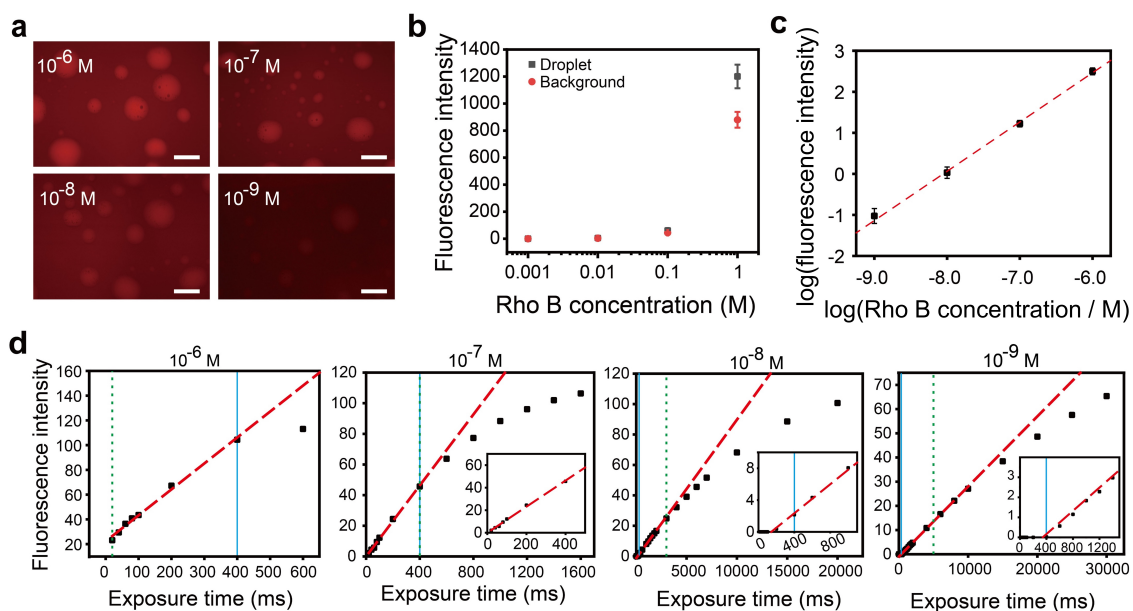 a
10⁻⁶ M
10⁻⁷ M
10⁻⁸ M
10⁻⁹ M
b
Fluorescence intensity
1400
1200
1000
800
600
400
200
0
Droplet
Background
0.001 0.01 0.1 1
Rho B concentration (M)
c
log(fluorescence intensity)
3
2
1
0
-1
-2
-9.0 -8.0 -7.0 -6.0
log(Rho B concentration / M)
d
Fluorescence intensity
10⁻⁶ M
160
140
120
100
80
60
40
20
0 100 200 300 400 500 600
Exposure time (ms)
10⁻⁷ M
120
100
80
60
40
20
0
0 400 800 1200 1600
Exposure time (ms)
60
40
20
0
0 200 400
10⁻⁸ M
120
100
80
60
40
20
0
0 5000 10000 15000 20000
Exposure time (ms)
8
4
0
0 400 800
10⁻⁹ M
70
60
50
40
30
20
10
0
0 10000 20000 30000
Exposure time (ms)
3
2
1
0
0 400 800 1200